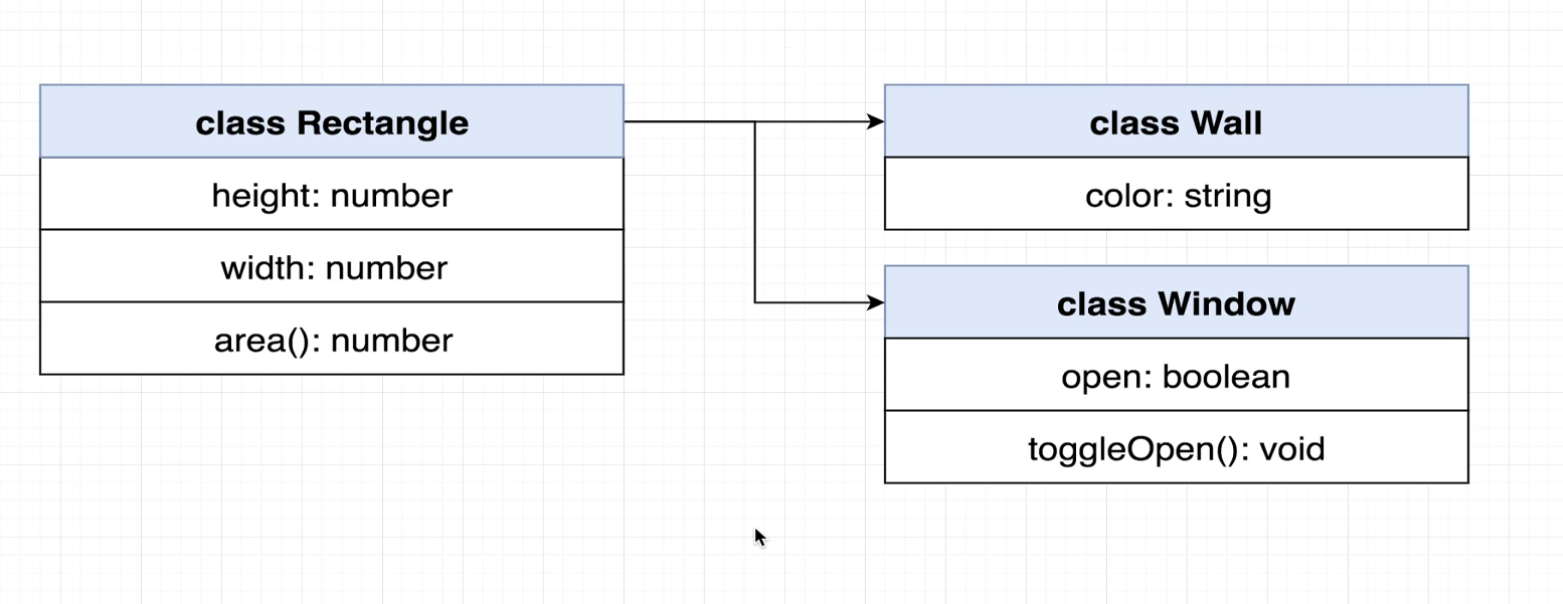 class Rectangle
height: number
width: number
area(): number
class Wall
color: string
class Window
open: boolean
toggleOpen(): void